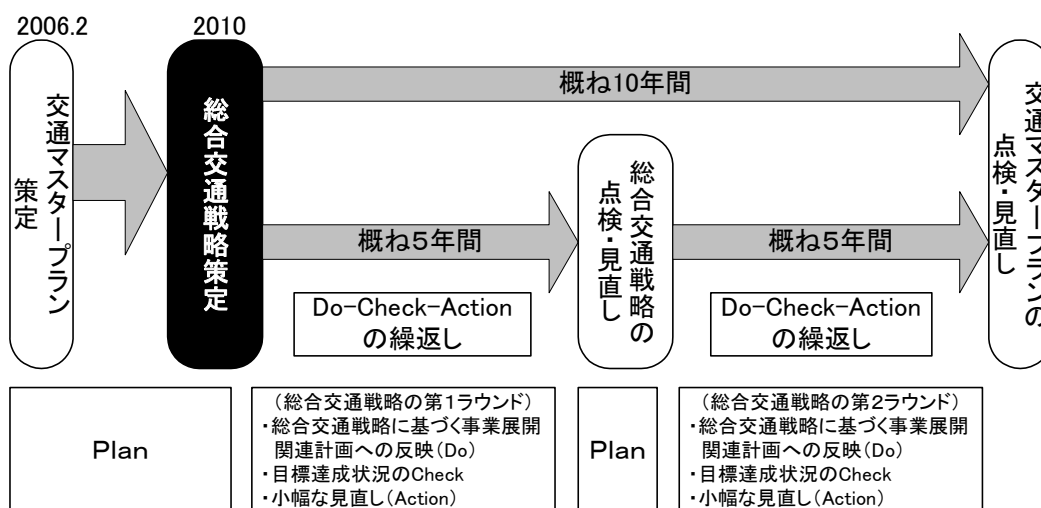 2006.2
2010
交通マスタープラン
策定
総合交通戦略策定
概ね10年間
概ね５年間
総合交通戦略の
点検・見直し
概ね５年間
交通マスタープランの
点検・見直し
Do-Check-Action
の繰返し
Do-Check-Action
の繰返し
Plan
（総合交通戦略の第１ラウンド）
・総合交通戦略に基づく事業展開
関連計画への反映（Do）
・目標達成状況のCheck
・小幅な見直し（Action）
Plan
（総合交通戦略の第２ラウンド）
・総合交通戦略に基づく事業展開
関連計画への反映（Do）
・目標達成状況のCheck
・小幅な見直し（Action）